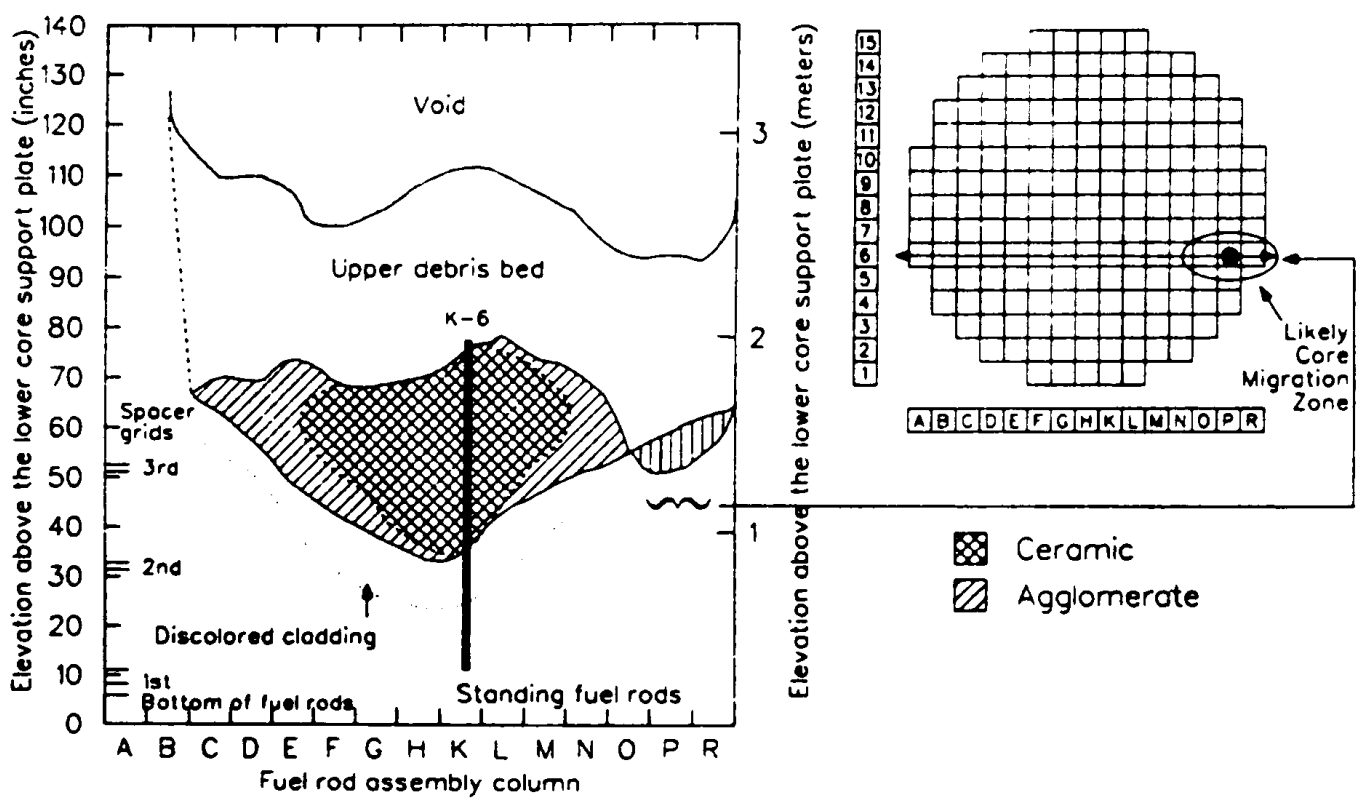 Elevation above the lower core support plate (inches)
140
130
120
110
100
90
80
70
60
50
40
30
20
10
0
Void
Upper debris bed
K-6
Spacer
grids
3rd
2nd
1st
Bottom of fuel rods
Discolored cladding
Standing fuel rods
A B C D E F G H K L M N O P R
Fuel rod assembly column
3
2
1
Elevation above the lower core support plate (meters)
15
14
13
12
11
10
9
8
7
6
5
4
3
2
1
A B C D E F G H K L M N O P R
Likely
Core
Migration
Zone
Ceramic
Agglomerate